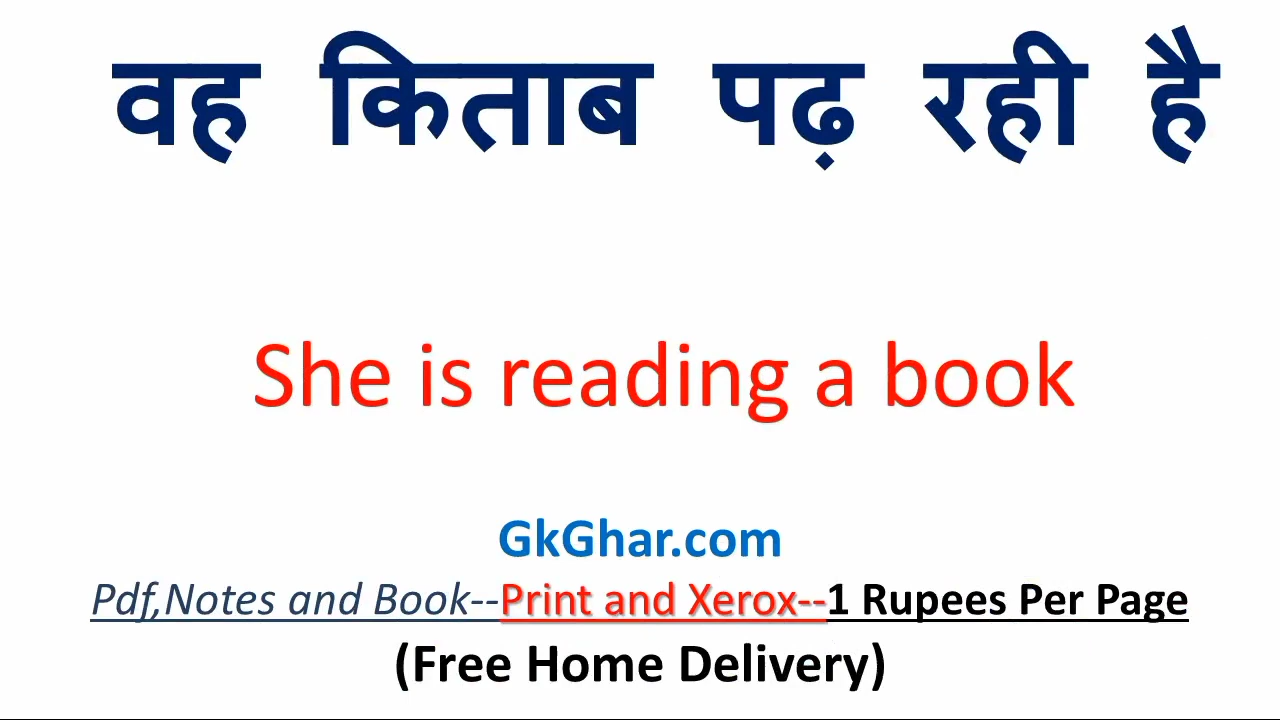 वह किताब पढ़ रही है
She is reading a book
GkGhar.com
Pdf,Notes and Book--Print and Xerox--1 Rupees Per Page
(Free Home Delivery)